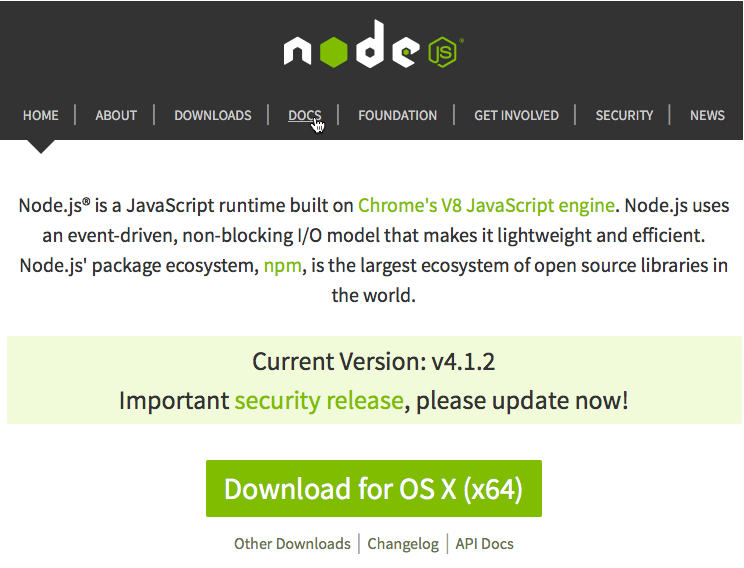 node JS®
HOME | ABOUT | DOWNLOADS | DOCS | FOUNDATION | GET INVOLVED | SECURITY | NEWS
Node.js® is a JavaScript runtime built on Chrome's V8 JavaScript engine. Node.js uses
an event-driven, non-blocking I/O model that makes it lightweight and efficient.
Node.js' package ecosystem, npm, is the largest ecosystem of open source libraries in
the world.
Current Version: v4.1.2
Important security release, please update now!
Download for OS X (x64)
Other Downloads | Changelog | API Docs